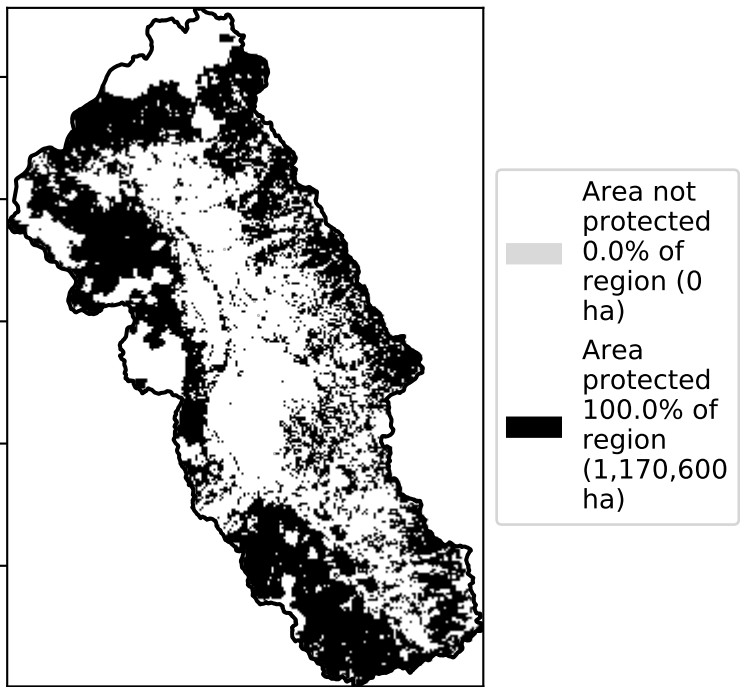 Area not
protected
0.0% of
region (0
ha)
Area
protected
100.0% of
region
(1,170,600
ha)